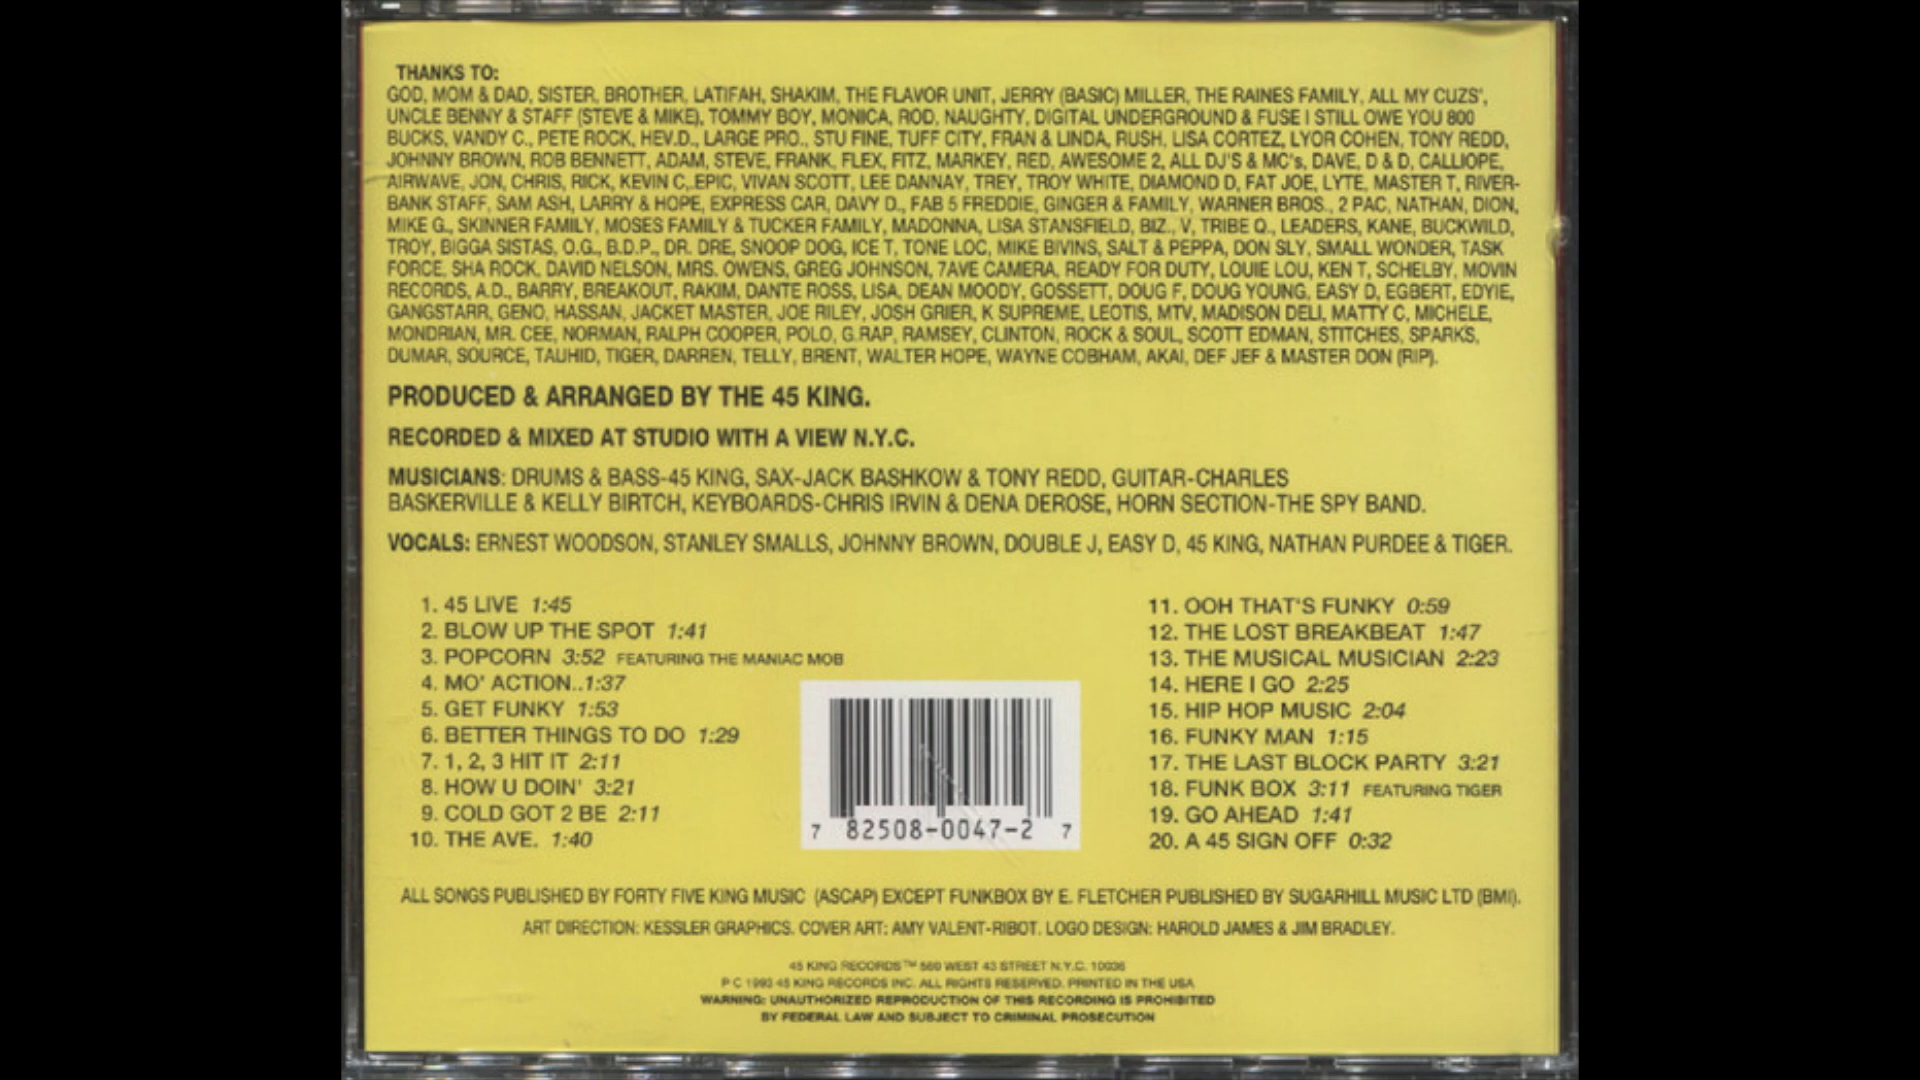 THANKS TO:
GOD, MOM & DAD, SISTER, BROTHER, LATIFAH, SHAKIM, THE FLAVOR UNIT, JERRY (BASIC) MILLER, THE RAINES FAMILY, ALL MY CUZS',
UNCLE BENNY & STAFF (STEVE & MIKE), TOMMY BOY, MONICA, ROD, NAUGHTY, DIGITAL UNDERGROUND & FUSE I STILL OWE YOU 800
BUCKS, VANDY C., PETE ROCK, HEV.D., LARGE PRO., STU FINE, TUFF CITY, FRAN & LINDA, RUSH, LISA CORTEZ, LYOR COHEN, TONY REDD,
JOHNNY BROWN, ROB BENNETT, ADAM, STEVE, FRANK, FLEX, FITZ, MARKEY, RED, AWESOME 2, ALL DJ'S & MC's, DAVE, D & D, CALLIOPE,
AIRWAVE, JON, CHRIS, RICK, KEVIN C,.EPIC, VIVAN SCOTT, LEE DANNAY, TREY, TROY WHITE, DIAMOND D, FAT JOE, LYTE, MASTER T, RIVER-
BANK STAFF, SAM ASH, LARRY & HOPE, EXPRESS CAR, DAVY D., FAB 5 FREDDIE, GINGER & FAMILY, WARNER BROS., 2 PAC, NATHAN, DION,
MIKE G., SKINNER FAMILY, MOSES FAMILY & TUCKER FAMILY, MADONNA, LISA STANSFIELD, BIZ., V, TRIBE Q., LEADERS, KANE, BUCKWILD,
TROY, BIGGA SISTAS, O.G., B.D.P., DR. DRE, SNOOP DOG, ICE T, TONE LOC, MIKE BIVINS, SALT & PEPPA, DON SLY, SMALL WONDER, TASK
FORCE, SHA ROCK, DAVID NELSON, MRS. OWENS, GREG JOHNSON, 7AVE CAMERA, READY FOR DUTY, LOUIE LOU, KEN T, SCHELBY, MOVIN
RECORDS, A.D., BARRY, BREAKOUT, RAKIM, DANTE ROSS, LISA, DEAN MOODY, GOSSETT, DOUG F, DOUG YOUNG, EASY D, EGBERT, EDYIE,
GANGSTARR, GENO, HASSAN, JACKET MASTER, JOE RILEY, JOSH GRIER, K SUPREME, LEOTIS, MTV, MADISON DELI, MATTY C, MICHELE,
MONDRIAN, MR. CEE, NORMAN, RALPH COOPER, POLO, G.RAP, RAMSEY, CLINTON, ROCK & SOUL, SCOTT EDMAN, STITCHES, SPARKS,
DUMAR, SOURCE, TAUHID, TIGER, DARREN, TELLY, BRENT, WALTER HOPE, WAYNE COBHAM, AKAI, DEF JEF & MASTER DON (RIP).
PRODUCED & ARRANGED BY THE 45 KING.
RECORDED & MIXED AT STUDIO WITH A VIEW N.Y.C.
MUSICIANS: DRUMS & BASS-45 KING, SAX-JACK BASHKOW & TONY REDD, GUITAR-CHARLES
BASKERVILLE & KELLY BIRTCH, KEYBOARDS-CHRIS IRVIN & DENA DEROSE, HORN SECTION-THE SPY BAND.
VOCALS: ERNEST WOODSON, STANLEY SMALLS, JOHNNY BROWN, DOUBLE J, EASY D, 45 KING, NATHAN PURDEE & TIGER.
1. 45 LIVE 1:45
2. BLOW UP THE SPOT 1:41
3. POPCORN 3:52 FEATURING THE MANIAC MOB
4. MO' ACTION..1:37
5. GET FUNKY 1:53
6. BETTER THINGS TO DO 1:29
7. 1, 2, 3 HIT IT 2:11
8. HOW U DOIN' 3:21
9. COLD GOT 2 BE 2:11
10. THE AVE. 1:40
11. OOH THAT'S FUNKY 0:59
12. THE LOST BREAKBEAT 1:47
13. THE MUSICAL MUSICIAN 2:23
14. HERE I GO 2:25
15. HIP HOP MUSIC 2:04
16. FUNKY MAN 1:15
17. THE LAST BLOCK PARTY 3:21
18. FUNK BOX 3:11 FEATURING TIGER
19. GO AHEAD 1:41
20. A 45 SIGN OFF 0:32
7 82508-0047-2 7
ALL SONGS PUBLISHED BY FORTY FIVE KING MUSIC (ASCAP) EXCEPT FUNKBOX BY E. FLETCHER PUBLISHED BY SUGARHILL MUSIC LTD (BMI).
ART DIRECTION: KESSLER GRAPHICS. COVER ART: AMY VALENT-RIBOT. LOGO DESIGN: HAROLD JAMES & JIM BRADLEY.
45 KING RECORDS™ 560 WEST 43 STREET N.Y.C. 10036
P C 1993 45 KING RECORDS INC. ALL RIGHTS RESERVED. PRINTED IN THE USA
WARNING: UNAUTHORIZED REPRODUCTION OF THIS RECORDING IS PROHIBITED
BY FEDERAL LAW AND SUBJECT TO CRIMINAL PROSECUTION